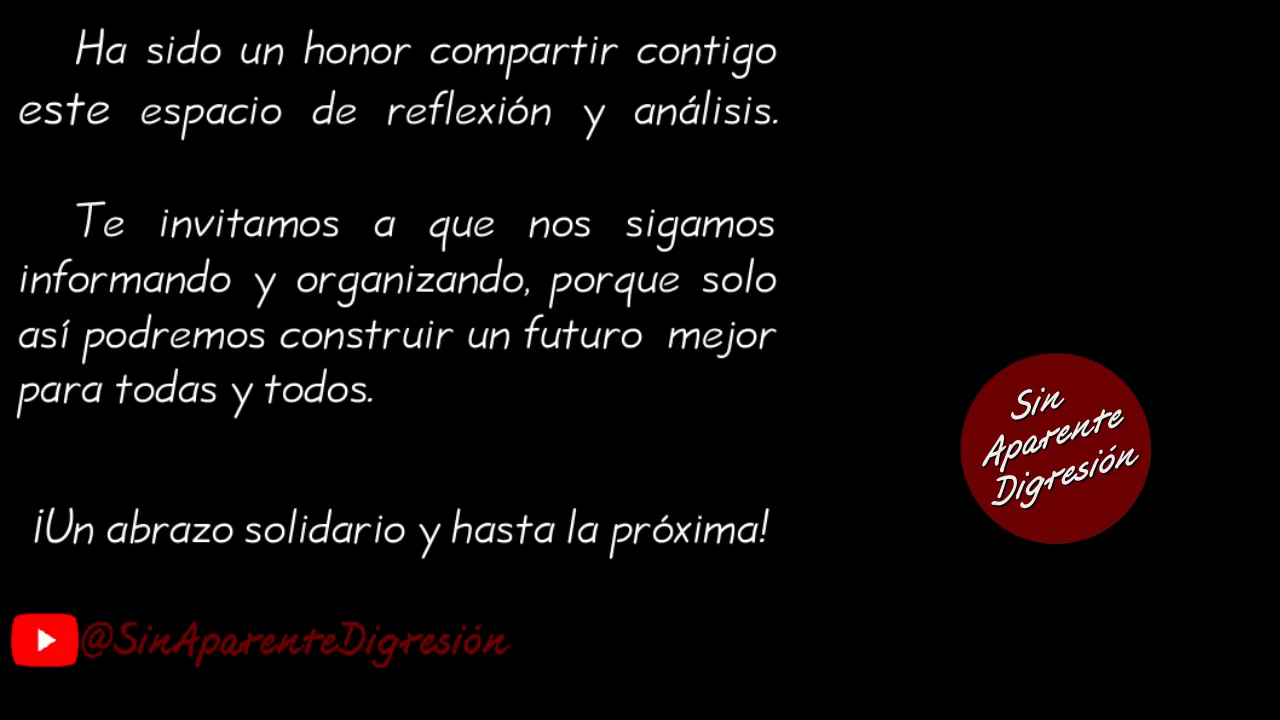 Ha sido un honor compartir contigo
este espacio de reflexión y análisis.
Te invitamos a que nos sigamos
informando y organizando, porque solo
así podremos construir un futuro mejor
para todas y todos.
¡Un abrazo solidario y hasta la próxima!
@SinAparenteDigresión
Sin
Aparente
Digresión